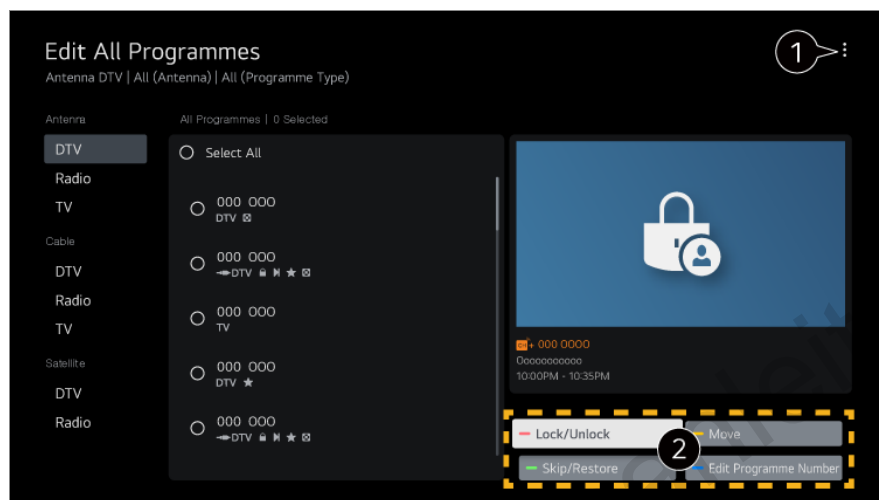 Edit All Programmes
Antenna DTV | All (Antenna) | All (Programme Type)
1
Antenna
DTV
Radio
TV
Cable
DTV
Radio
TV
Satellite
DTV
Radio
All Programmes | 0 Selected
Select All
000 000
DTV
000 000
DTV
000 000
TV
000 000
DTV
000 000
DTV
000 0000
Oooooooooo
10:00PM - 10:35PM
Lock/Unlock
Move
2
Skip/Restore
Edit Programme Number